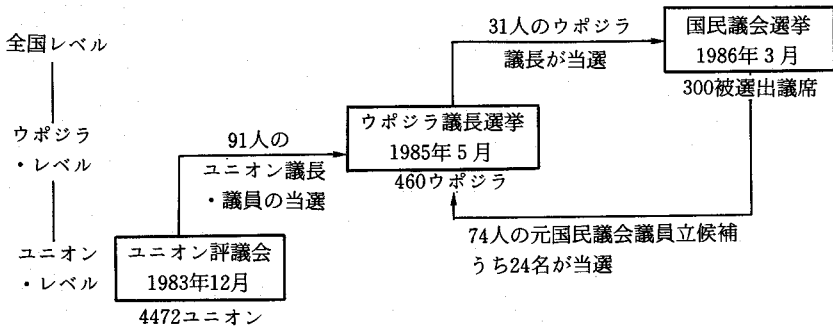 全国レベル
ウポジラ
・レベル
ユニオン
・レベル
31人のウポジラ
議長が当選
国民議会選挙
1986年3月
300被選出議席
ウポジラ議長選挙
1985年5月
460ウポジラ
91人の
ユニオン議長
・議員の当選
74人の元国民議会議員立候補
うち24名が当選
ユニオン評議会
1983年12月
4472ユニオン